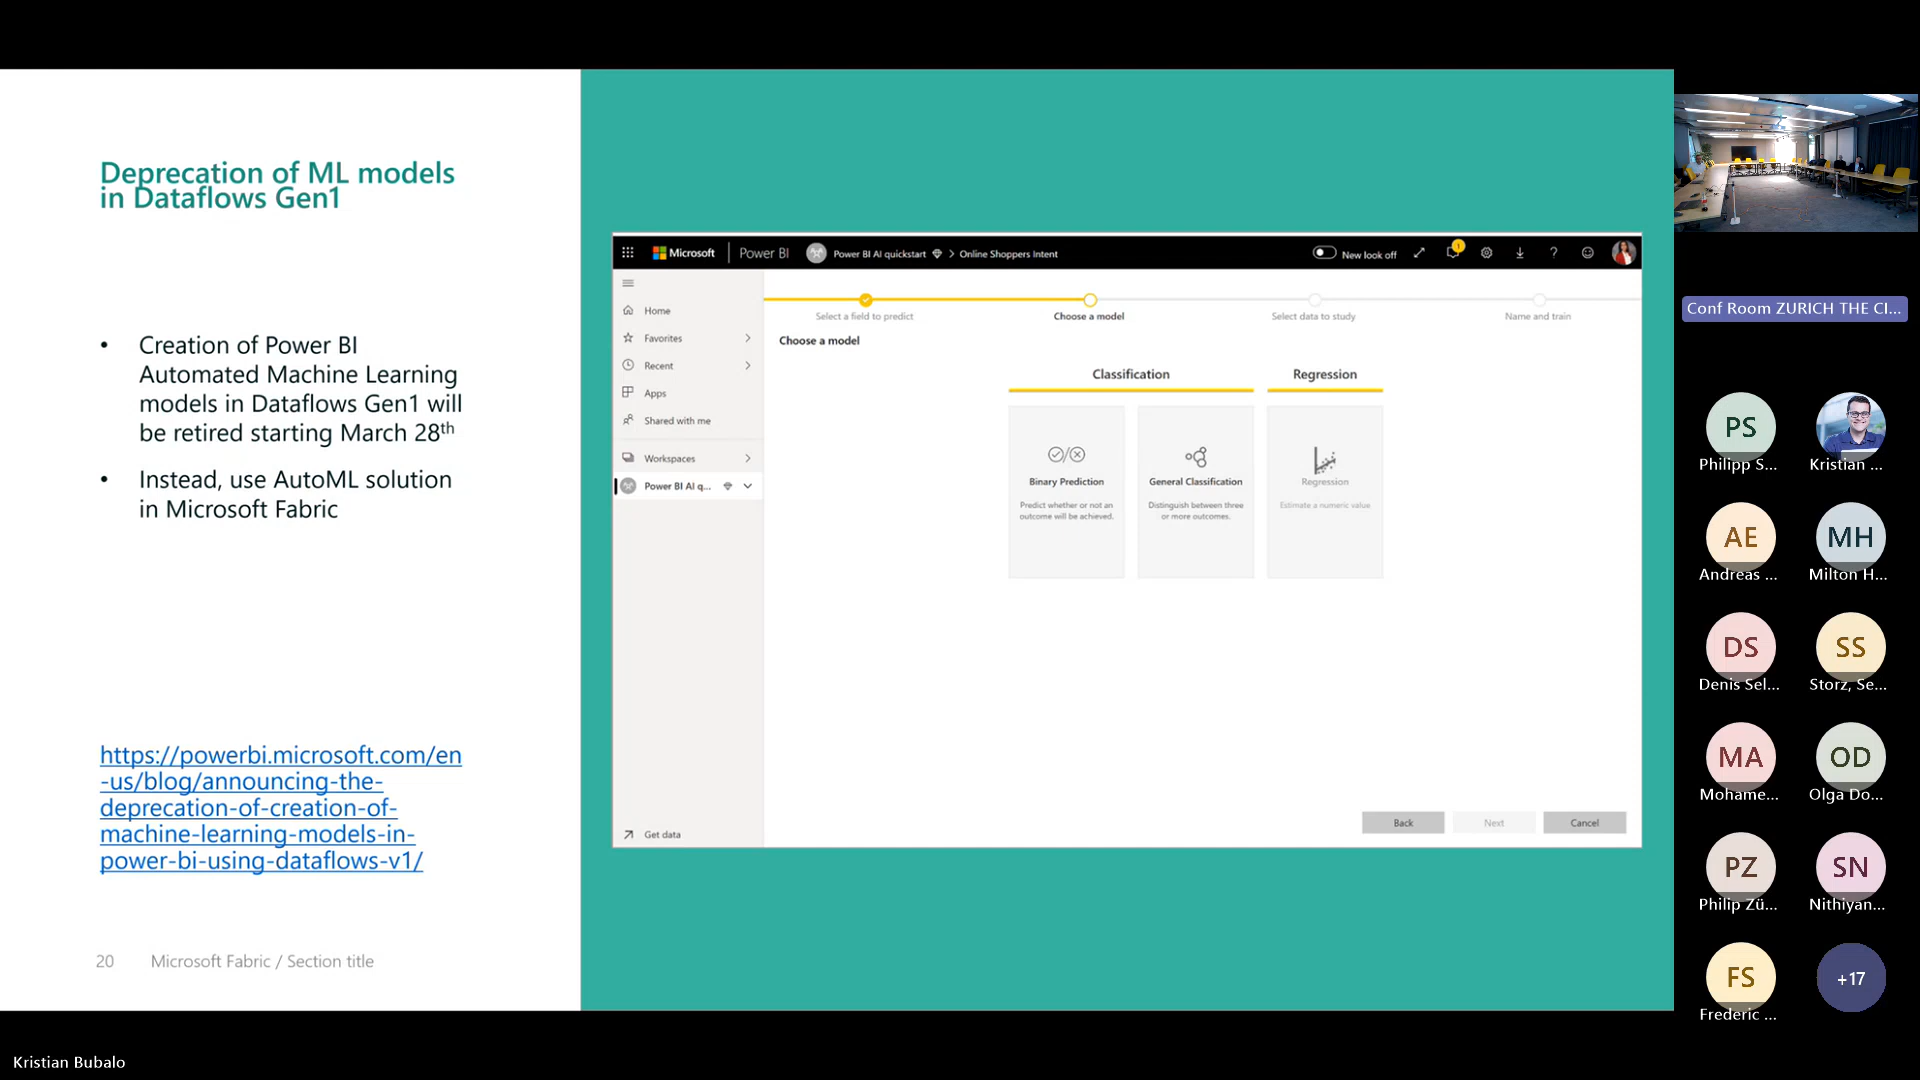 Deprecation of ML models
in Dataflows Gen1
• Creation of Power BI
Automated Machine Learning
models in Dataflows Gen1 will
be retired starting March 28th
• Instead, use AutoML solution
in Microsoft Fabric
https://powerbi.microsoft.com/en
-us/blog/announcing-the-
deprecation-of-creation-of-
machine-learning-models-in-
power-bi-using-dataflows-v1/
20 Microsoft Fabric / Section title
Microsoft Power BI Power BI AI quickstart > Online Shoppers Intent New look off 1 ?
Home
Favorites
Recent
Apps
Shared with me
Workspaces
Power BI AI q...
Get data
Select a field to predict Choose a model Select data to study Name and train
Choose a model
Classification Regression
Binary Prediction
Predict whether or not an
outcome will be achieved.
General Classification
Distinguish between three
or more outcomes.
Regression
Estimate a numeric value
Back Next Cancel
Conf Room ZURICH THE CI...
PS
Philipp S...
Kristian ...
AE
Andreas ...
MH
Milton H...
DS
Denis Sel...
SS
Storz, Se...
MA
Mohame...
OD
Olga Do...
PZ
Philip Zü...
SN
Nithiyan...
FS
Frederic ...
+17
Kristian Bubalo